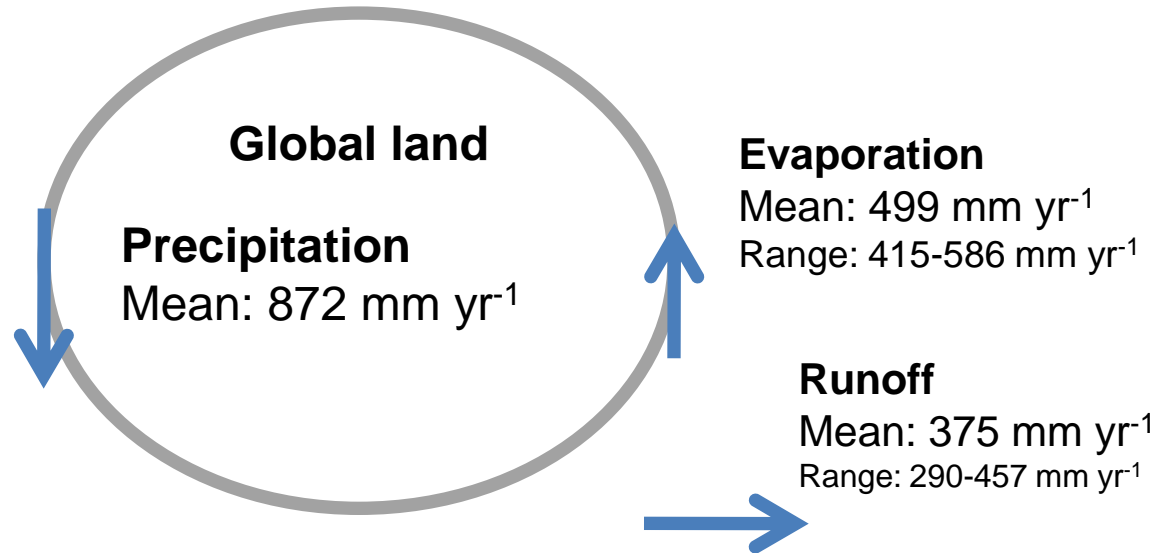 Global land
Precipitation
Mean: 872 mm yr⁻¹
Evaporation
Mean: 499 mm yr⁻¹
Range: 415-586 mm yr⁻¹
Runoff
Mean: 375 mm yr⁻¹
Range: 290-457 mm yr⁻¹